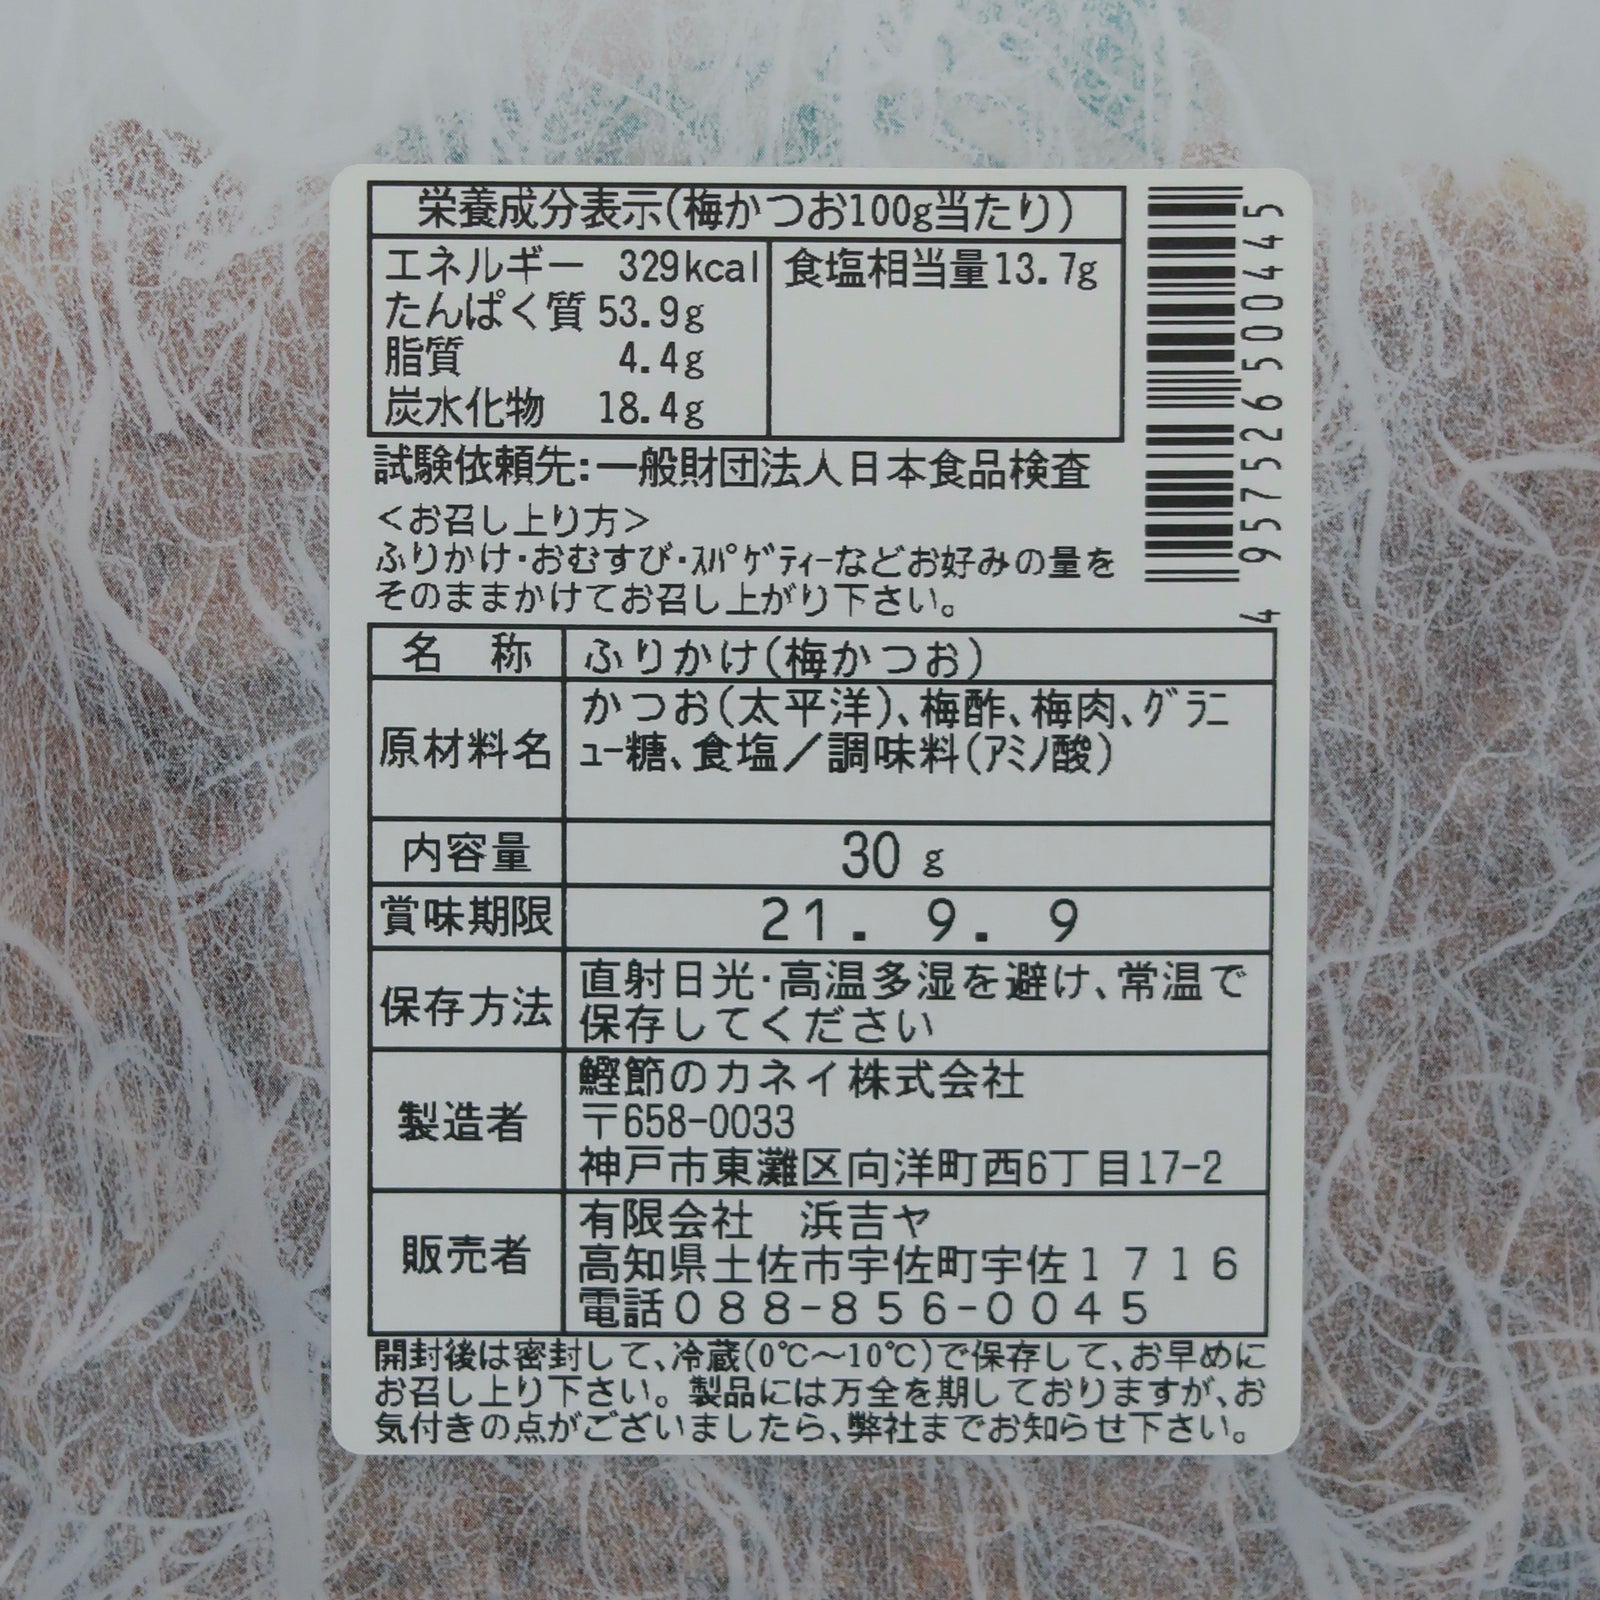 栄養成分表示(梅かつお100g当たり)
エネルギー 329kcal
たんぱく質 53.9g
脂質 4.4g
炭水化物 18.4g
食塩相当量13.7g
4957526500445
試験依頼先:一般財団法人日本食品検査
<お召し上り方>
ふりかけ・おむすび・ｽﾊﾟｹﾞﾃｨｰなどお好みの量を
そのままかけてお召し上がり下さい。
名 称 ふりかけ(梅かつお)
原材料名 かつお(太平洋)、梅酢、梅肉、ｸﾞﾗﾆ
ｭｰ糖、食塩／調味料(ｱﾐﾉ酸)
内容量 30 g
賞味期限 21. 9. 9
保存方法 直射日光・高温多湿を避け、常温で
保存してください
製造者 鰹節のカネイ株式会社
〒658-0033
神戸市東灘区向洋町西6丁目17-2
販売者 有限会社 浜吉ヤ
高知県土佐市宇佐町宇佐１７１６
電話０８８-８５６-００４５
開封後は密封して、冷蔵(0℃～10℃)で保存して、お早めに
お召し上り下さい。製品には万全を期しておりますが、お
気付きの点がございましたら、弊社までお知らせ下さい。